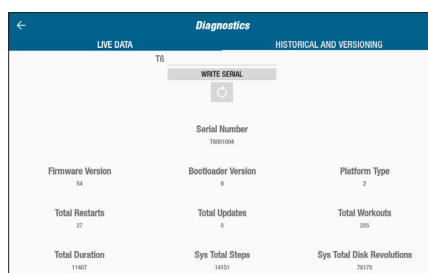 Diagnostics
LIVE DATA HISTORICAL AND VERSIONING
T6
WRITE SERIAL
Serial Number
T6001004
Firmware Version Bootloader Version Platform Type
54 9 2
Total Restarts Total Updates Total Workouts
27 0 255
Total Duration Sys Total Steps Sys Total Disk Revolutions
11407 14151 78170